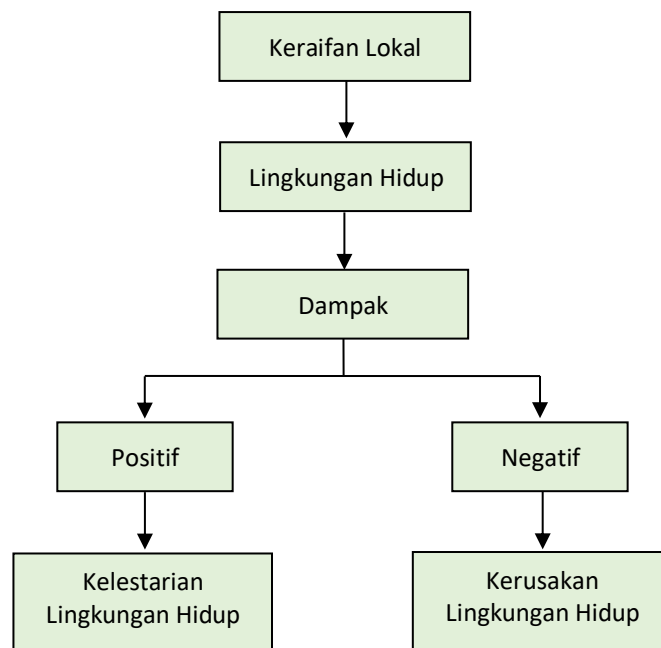 Keraifan Lokal
Lingkungan Hidup
Dampak
Positif
Negatif
Kelestarian
Lingkungan Hidup
Kerusakan
Lingkungan Hidup